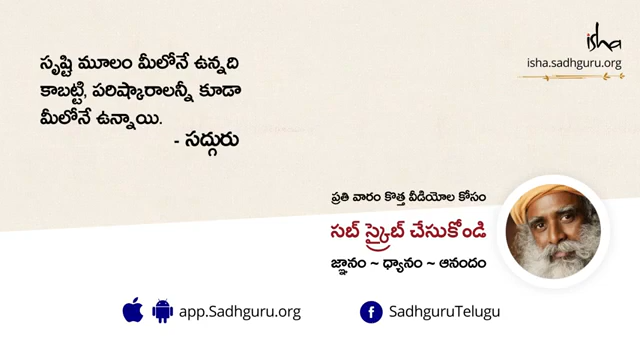 isha
isha.sadhguru.org
సృష్టి మూలం మీలోనే ఉన్నది
కాబట్టి, పరిష్కారాలన్నీ కూడా
మీలోనే ఉన్నాయి.
- సద్గురు
ప్రతి వారం కొత్త వీడియోల కోసం
సబ్ స్క్రైబ్ చేసుకోండి
జ్ఞానం ~ ధ్యానం ~ ఆనందం
app.Sadhguru.org
SadhguruTelugu